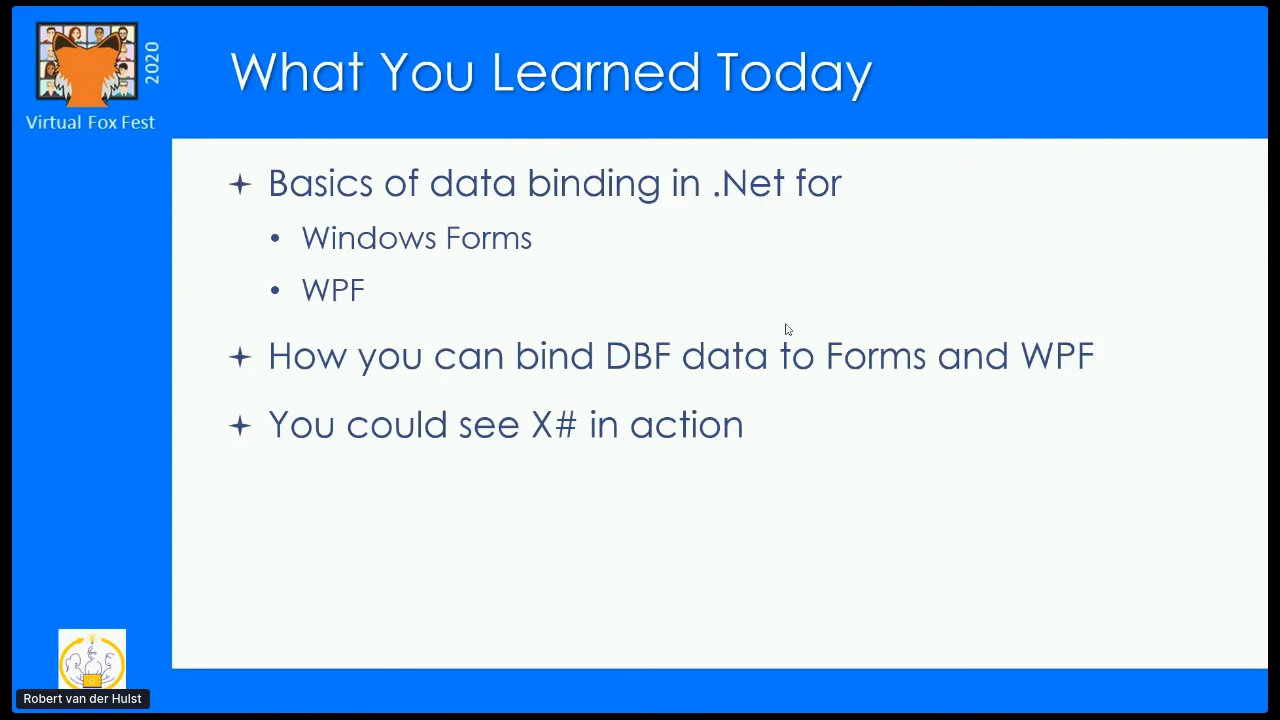 2020
Virtual Fox Fest
What You Learned Today
Basics of data binding in .Net for
Windows Forms
WPF
How you can bind DBF data to Forms and WPF
You could see X# in action
Robert van der Hulst